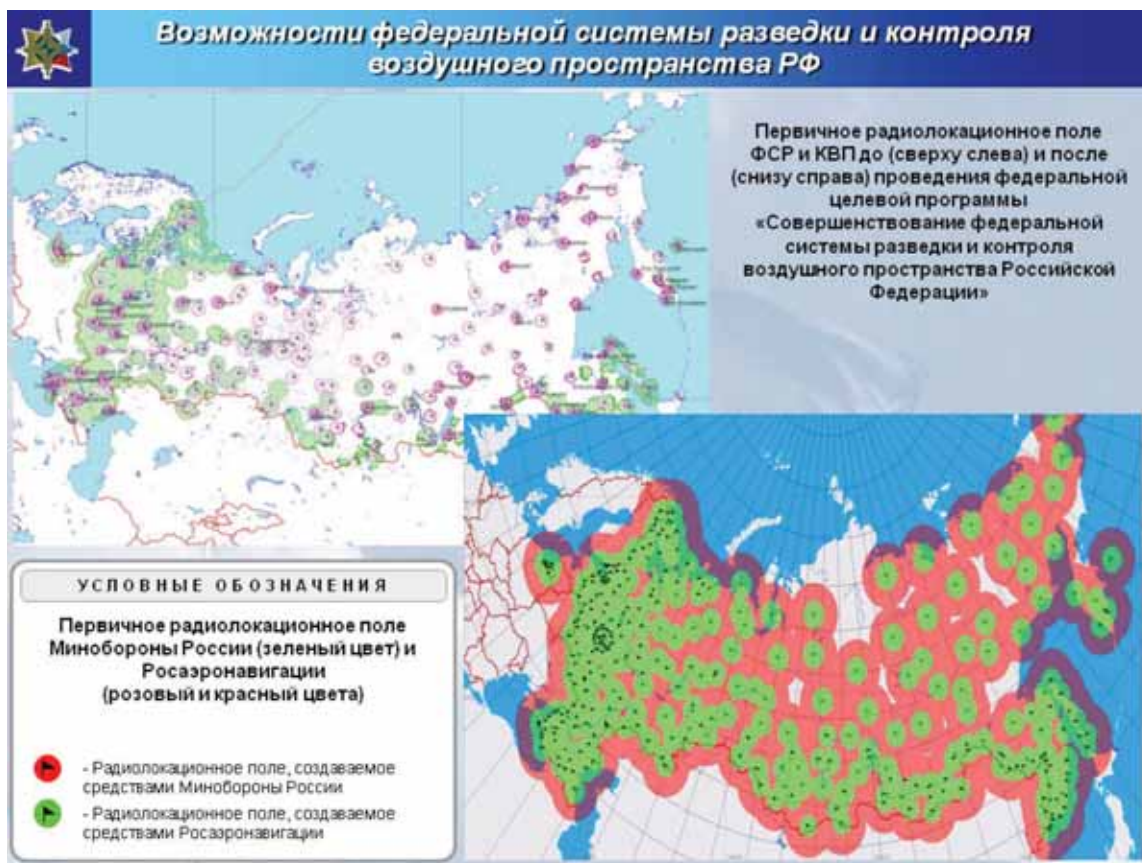 Возможности федеральной системы разведки и контроля
воздушного пространства РФ
Первичное радиолокационное поле
ФСР и КВП до (сверху слева) и после
(снизу справа) проведения федеральной
целевой программы
«Совершенствование федеральной
системы разведки и контроля
воздушного пространства Российской
Федерации»
УСЛОВНЫЕ ОБОЗНАЧЕНИЯ
Первичное радиолокационное поле
Минобороны России (зеленый цвет) и
Росаэронавигации
(розовый и красный цвета)
- Радиолокационное поле, создаваемое
средствами Минобороны России
- Радиолокационное поле, создаваемое
средствами Росаэронавигации